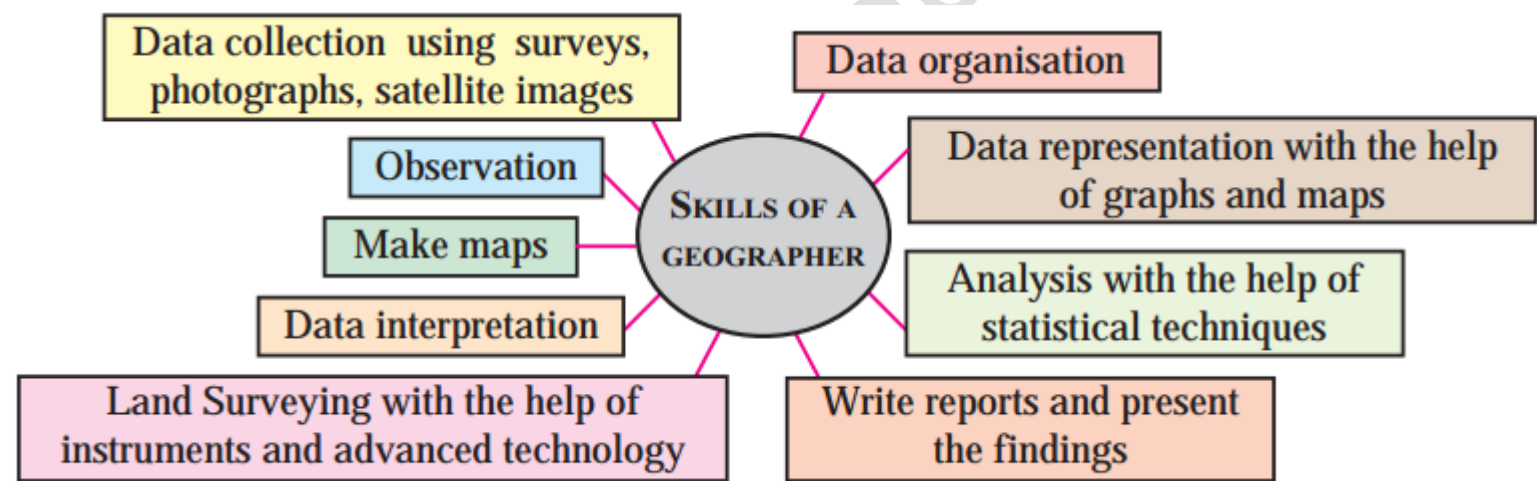 Data collection using surveys,
photographs, satellite images
Data organisation
Observation
Data representation with the help
of graphs and maps
SKILLS OF A
GEOGRAPHER
Make maps
Analysis with the help of
statistical techniques
Data interpretation
Land Surveying with the help of
instruments and advanced technology
Write reports and present
the findings